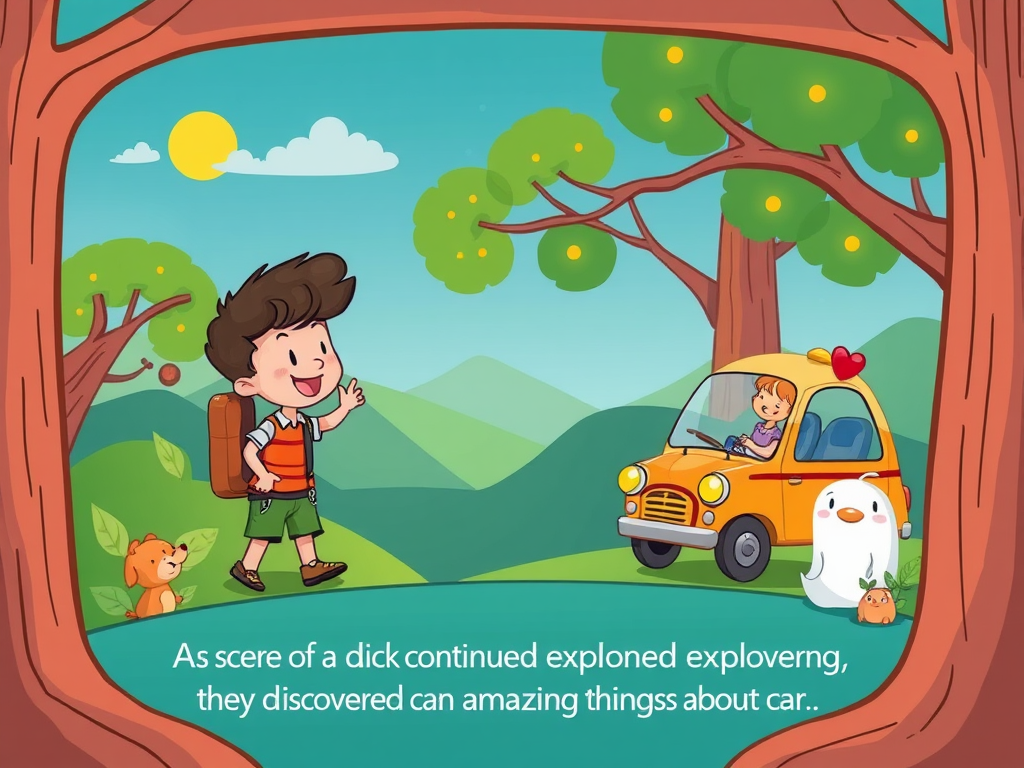 As scere of a dick continued exploned exploverng,
they discovered can amazing thingss about car..